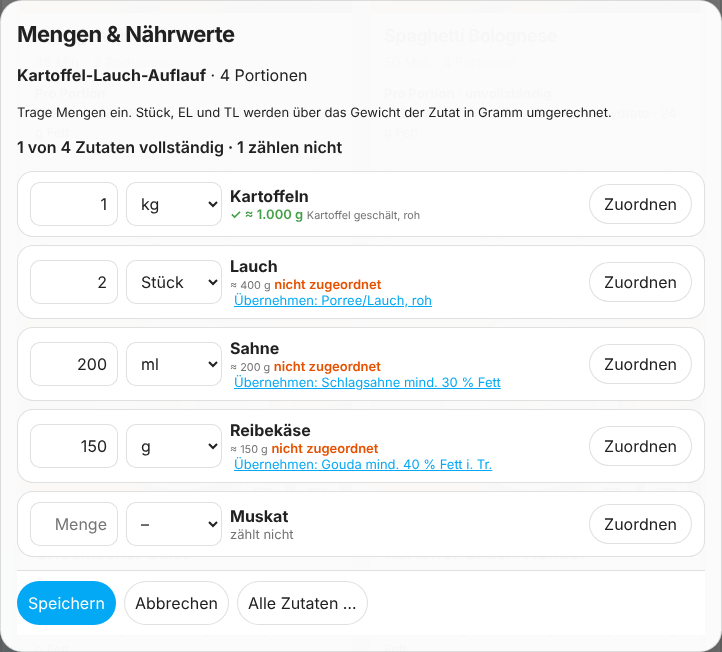 Mengen & Nährwerte
Kartoffel-Lauch-Auflauf · 4 Portionen
Trage Mengen ein. Stück, EL und TL werden über das Gewicht der Zutat in Gramm umgerechnet.
1 von 4 Zutaten vollständig · 1 zählen nicht
1 kg Kartoffeln Zuordnen
✓ ≈ 1.000 g Kartoffel geschält, roh
2 Stück Lauch Zuordnen
≈ 400 g nicht zugeordnet
Übernehmen: Porree/Lauch, roh
200 ml Sahne Zuordnen
≈ 200 g nicht zugeordnet
Übernehmen: Schlagsahne mind. 30 % Fett
150 g Reibekäse Zuordnen
≈ 150 g nicht zugeordnet
Übernehmen: Gouda mind. 40 % Fett i. Tr.
Menge – Muskat Zuordnen
zählt nicht
Speichern Abbrechen Alle Zutaten ...